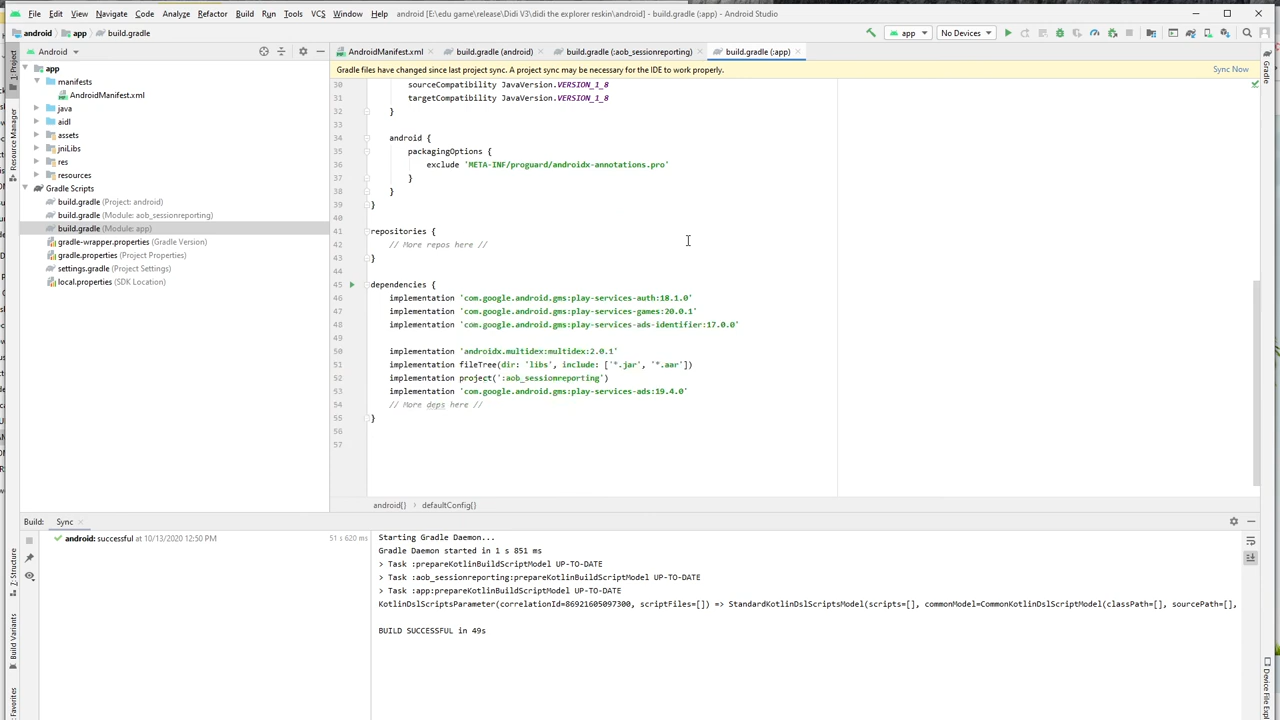 File Edit View Navigate Code Analyze Refactor Build Run Tools VCS Window Help android [E:\edu game\release\Didi V3\didi the explorer reskin\android] - build.gradle (:app) - Android Studio
android app build.gradle
app No Devices
1: Project
Android
AndroidManifest.xml build.gradle (android) build.gradle (:aob_sessionreporting) build.gradle (:app)
Gradle files have changed since last project sync. A project sync may be necessary for the IDE to work properly. Sync Now
Gradle
app
manifests
AndroidManifest.xml
java
aidl
assets
jniLibs
res
resources
Gradle Scripts
build.gradle (Project: android)
build.gradle (Module: aob_sessionreporting)
build.gradle (Module: app)
gradle-wrapper.properties (Gradle Version)
gradle.properties (Project Properties)
settings.gradle (Project Settings)
local.properties (SDK Location)
Resource Manager
30 sourceCompatibility JavaVersion.VERSION_1_8
31 targetCompatibility JavaVersion.VERSION_1_8
32 }
33
34 android {
35 packagingOptions {
36 exclude 'META-INF/proguard/androidx-annotations.pro'
37 }
38 }
39 }
40
41 repositories {
42 // More repos here //
43 }
44
45 dependencies {
46 implementation 'com.google.android.gms:play-services-auth:18.1.0'
47 implementation 'com.google.android.gms:play-services-games:20.0.1'
48 implementation 'com.google.android.gms:play-services-ads-identifier:17.0.0'
49
50 implementation 'androidx.multidex:multidex:2.0.1'
51 implementation fileTree(dir: 'libs', include: ['*.jar', '*.aar'])
52 implementation project(':aob_sessionreporting')
53 implementation 'com.google.android.gms:play-services-ads:19.4.0'
54 // More deps here //
55 }
56
57
android{} defaultConfig{}
Build: Sync
android: successful at 10/13/2020 12:50 PM 51 s 620 ms
Starting Gradle Daemon...
Gradle Daemon started in 1 s 851 ms
> Task :prepareKotlinBuildScriptModel UP-TO-DATE
> Task :aob_sessionreporting:prepareKotlinBuildScriptModel UP-TO-DATE
> Task :app:prepareKotlinBuildScriptModel UP-TO-DATE
KotlinDslScriptsParameter(correlationId=86921605097300, scriptFiles=[]) => StandardKotlinDslScriptsModel(scripts=[], commonModel=CommonKotlinDslScriptModel(classPath=[], sourcePath=[],
BUILD SUCCESSFUL in 49s
Z: Structure
Build Variants
2: Favorites
Device File Exp